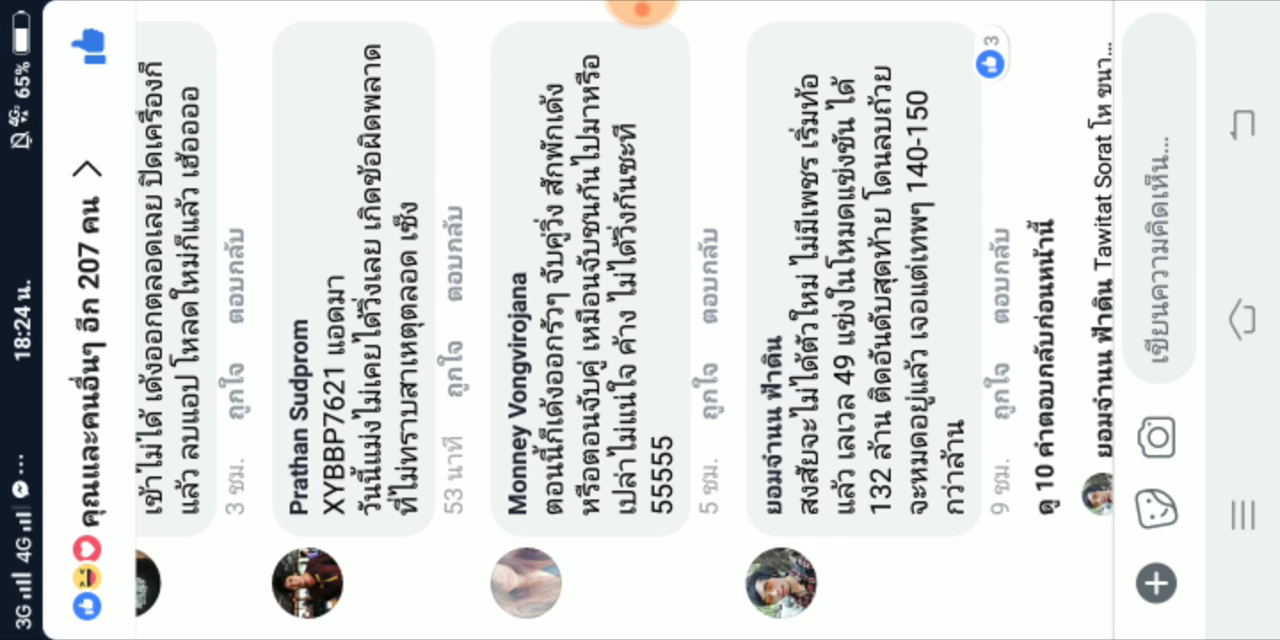 3G 4G ... 18:24 น. 4G 65%
คุณและคนอื่นๆ อีก 207 คน >
เข้าไม่ได้ เด้งออกตลอดเลย ปิดเครื่องก็
แล้ว ลบแอป โหลดใหม่ก็แล้ว เฮ้อออออ
3 ชม. ถูกใจ ตอบกลับ
Prathan Sudprom
XYBBP7621 แอดมา
วันนี้แม่งไม่เคยได้วิ่งเลย เกิดข้อผิดพลาด
ที่ไม่ทราบสาเหตุตลอด เซ็ง
53 นาที ถูกใจ ตอบกลับ
Monney Vongvirojana
ตอนนี้ก็เด้งออกรัวๆ จับคู่วิ่ง สักพักเด้ง
หรือตอนจับคู่ เหมือนจับชนกันไปมาหรือ
เปล่าไม่แน่ใจ ค้าง ไม่ได้วิ่งกันชะที
55555
5 ชม. ถูกใจ ตอบกลับ
ยอมจำนน ฟ้าดิน
สงสัยจะไม่ได้ตัวใหม่ ไม่มีเพชร เริ่มท้อ
แล้ว เลเวล 49 แข่งในโหมดแข่งขัน ได้
132 ล้าน ติดอันดับสุดท้าย โดนลบถ้วย
จะหมดอยู่แล้ว เจอแต่เทพๆ 140-150
กว่าล้าน
3
9 ชม. ถูกใจ ตอบกลับ
ดู 10 คำตอบกลับก่อนหน้านี้
ยอมจำนน ฟ้าดิน Tawitat Sorat โห ขนา...
เขียนความคิดเห็น...